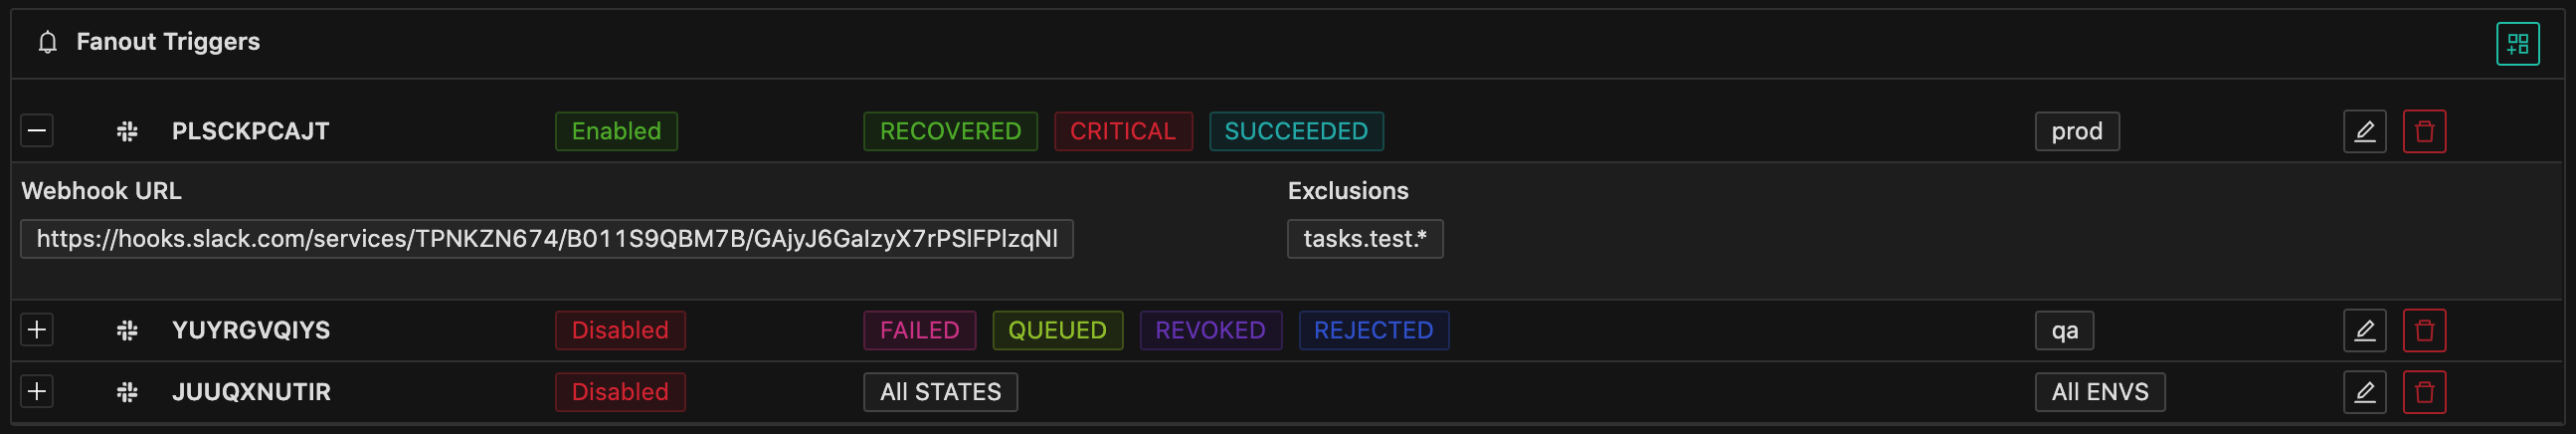 Fanout Triggers
PLSCKPCAJT Enabled RECOVERED CRITICAL SUCCEEDED prod
Webhook URL Exclusions
https://hooks.slack.com/services/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 tasks.test.*
YUYRGVQIYS Disabled FAILED QUEUED REVOKED REJECTED qa
JUUQXNUTIR Disabled All STATES All ENVS